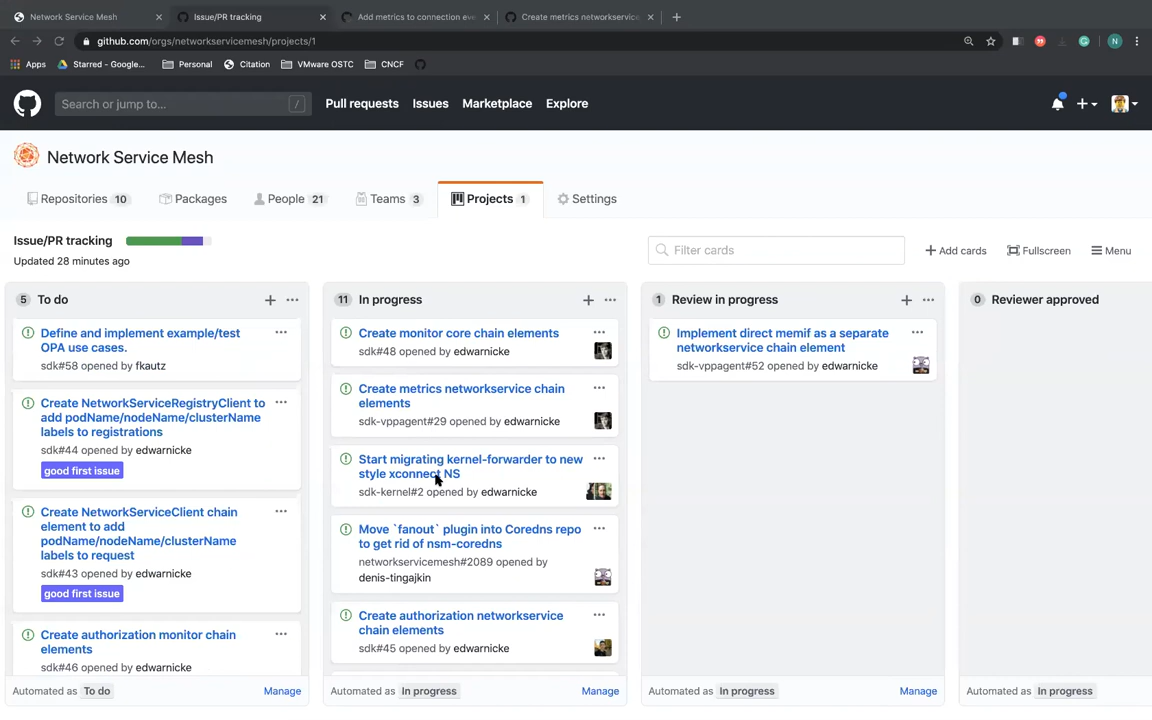 Network Service Mesh
Issue/PR tracking
Add metrics to connection eve
Create metrics networkservice
github.com/orgs/networkservicemesh/projects/1
Apps
Starred - Google...
Personal
Citation
VMware OSTC
CNCF
N
Search or jump to...
/
Pull requests
Issues
Marketplace
Explore
Network Service Mesh
Repositories 10
Packages
People 21
Teams 3
Projects 1
Settings
Issue/PR tracking
Updated 28 minutes ago
Filter cards
Add cards
Fullscreen
Menu
5 To do
Define and implement example/test
OPA use cases.
sdk#58 opened by fkautz
Create NetworkServiceRegistryClient to
add podName/nodeName/clusterName
labels to registrations
sdk#44 opened by edwarnicke
good first issue
Create NetworkServiceClient chain
element to add
podName/nodeName/clusterName
labels to request
sdk#43 opened by edwarnicke
good first issue
Create authorization monitor chain
elements
sdk#46 opened by edwarnicke
Automated as To do
Manage
11 In progress
Create monitor core chain elements
sdk#48 opened by edwarnicke
Create metrics networkservice chain
elements
sdk-vppagent#29 opened by edwarnicke
Start migrating kernel-forwarder to new
style xconnect NS
sdk-kernel#2 opened by edwarnicke
Move `fanout` plugin into Coredns repo
to get rid of nsm-coredns
networkservicemesh#2089 opened by
denis-tingajkin
Create authorization networkservice
chain elements
sdk#45 opened by edwarnicke
Automated as In progress
Manage
1 Review in progress
Implement direct memif as a separate
networkservice chain element
sdk-vppagent#52 opened by edwarnicke
Automated as In progress
Manage
0 Reviewer approved
Automated as In progress